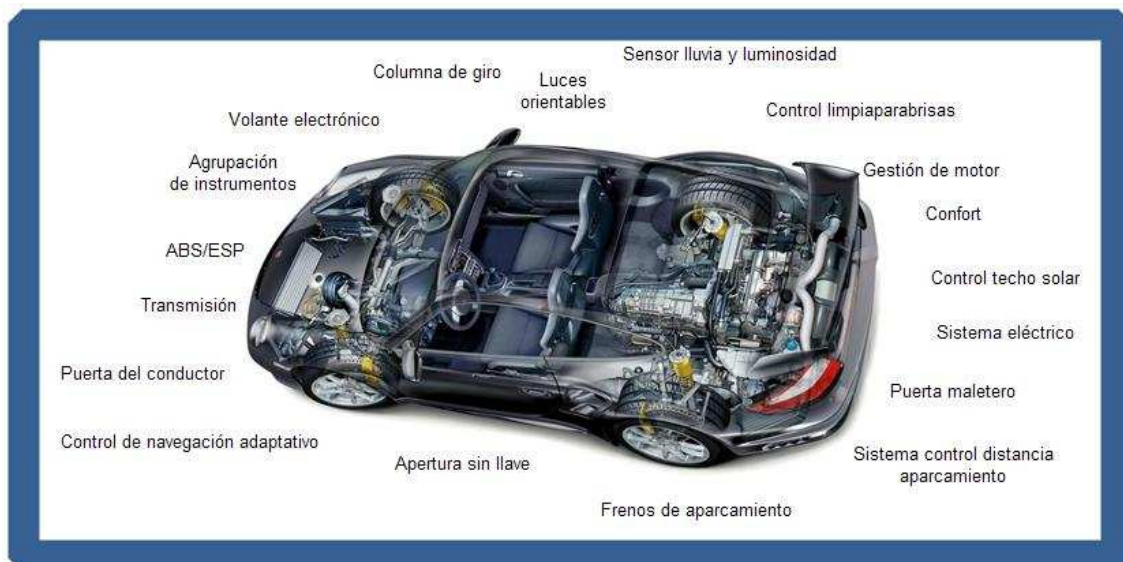 Sensor lluvia y luminosidad
Columna de giro
Luces
orientables
Control limpiaparabrisas
Volante electrónico
Agrupación
de instrumentos
Gestión de motor
Confort
ABS/ESP
Control techo solar
Transmisión
Sistema eléctrico
Puerta del conductor
Puerta maletero
Control de navegación adaptativo
Apertura sin llave
Sistema control distancia
aparcamiento
Frenos de aparcamiento